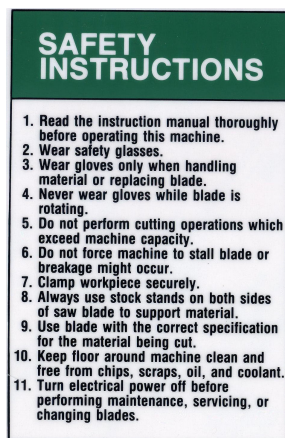 SAFETY
INSTRUCTIONS
1. Read the instruction manual thoroughly
before operating this machine.
2. Wear safety glasses.
3. Wear gloves only when handling
material or replacing blade.
4. Never wear gloves while blade is
rotating.
5. Do not perform cutting operations which
exceed machine capacity.
6. Do not force machine to stall blade or
breakage might occur.
7. Clamp workpiece securely.
8. Always use stock stands on both sides
of saw blade to support material.
9. Use blade with the correct specification
for the material being cut.
10. Keep floor around machine clean and
free from chips, scraps, oil, and coolant.
11. Turn electrical power off before
performing maintenance, servicing, or
changing blades.